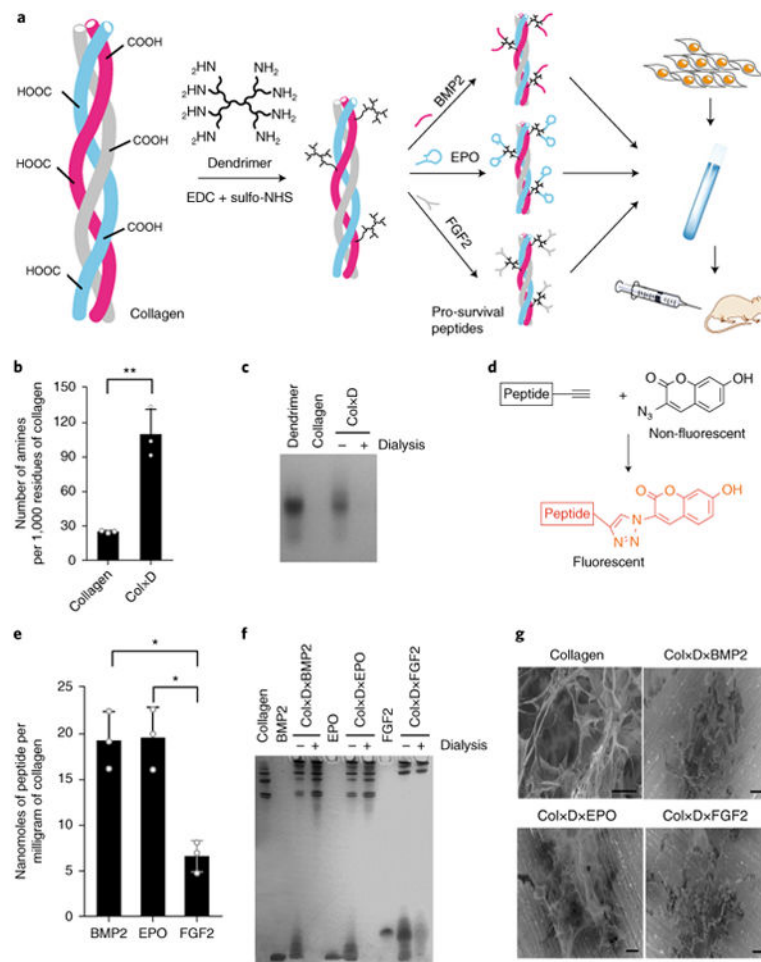 a
COOH
HOOC
COOH
HOOC
COOH
HOOC
Collagen
2HN NH2
2HN NH2
2HN NH2
2HN NH2
Dendrimer
EDC + sulfo-NHS
BMP2
EPO
FGF2
Pro-survival
peptides
b
**
Number of amines
per 1,000 residues of collagen
150
120
90
60
30
0
Collagen
Col×D
c
Dendrimer
Collagen
Col×D
– + Dialysis
d
Peptide
+
O O OH
N3
Non-fluorescent
Peptide
O O OH
N
N N
Fluorescent
e
*
*
Nanomoles of peptide per
milligram of collagen
25
20
15
10
5
0
BMP2 EPO FGF2
f
Collagen
BMP2
Col×D×BMP2
EPO
Col×D×EPO
FGF2
Col×D×FGF2
– + – + – + Dialysis
g
Collagen Col×D×BMP2
Col×D×EPO Col×D×FGF2